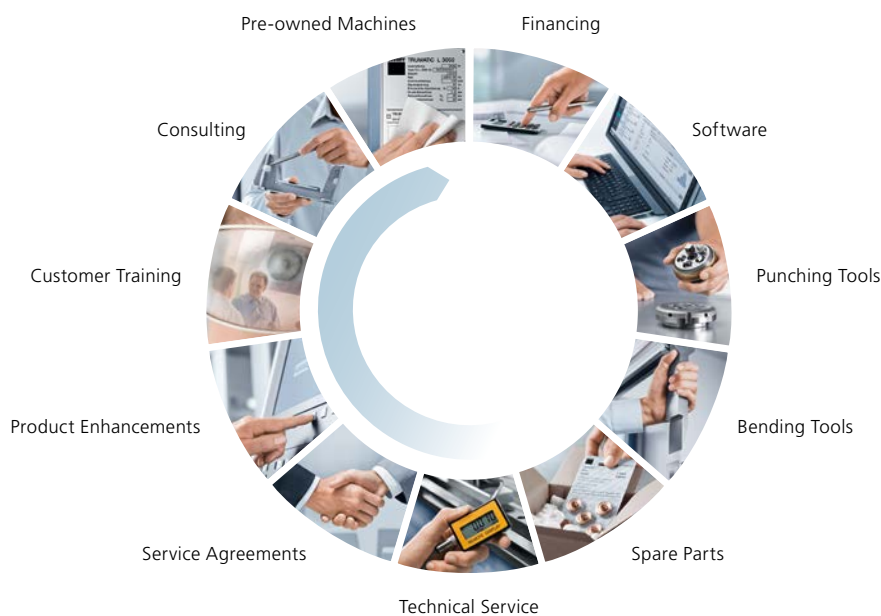 Pre-owned Machines
Financing
Consulting
Software
TRUMATIC L 3050
Customer Training
Punching Tools
Product Enhancements
Bending Tools
Service Agreements
Spare Parts
Technical Service